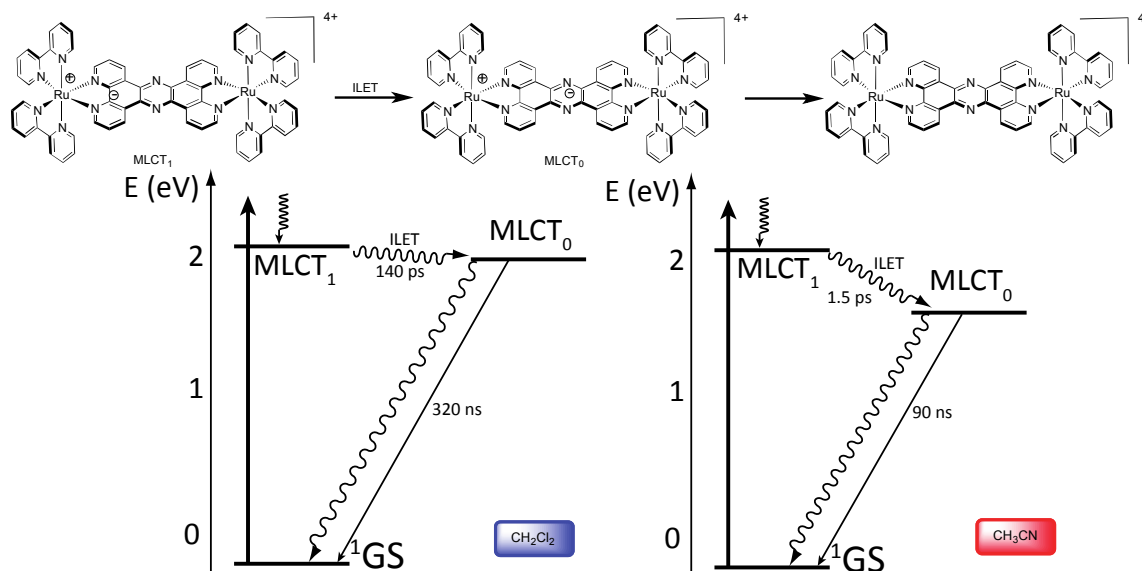 4+
4+
4
N
N
N
N
N
N
Ru
⊕
⊖
N
N
N
N
N
N
N
N
Ru
MLCT₁
ILET
N
N
N
N
N
N
Ru
⊕
N
N
⊖
N
N
N
N
N
N
Ru
MLCT₀
N
N
N
N
N
N
Ru
N
N
N
N
N
N
N
N
Ru
E (eV)
2
1
0
MLCT₁
ILET
140 ps
MLCT₀
320 ns
¹GS
CH₂Cl₂
E (eV)
2
1
0
MLCT₁
ILET
1.5 ps
MLCT₀
90 ns
¹GS
CH₃CN